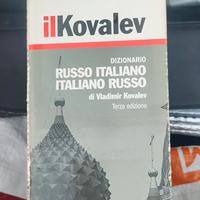 ilKovalev
DIZIONARIO
RUSSO ITALIANO
ITALIANO RUSSO
di Vladimir Kovalev
Terza edizione